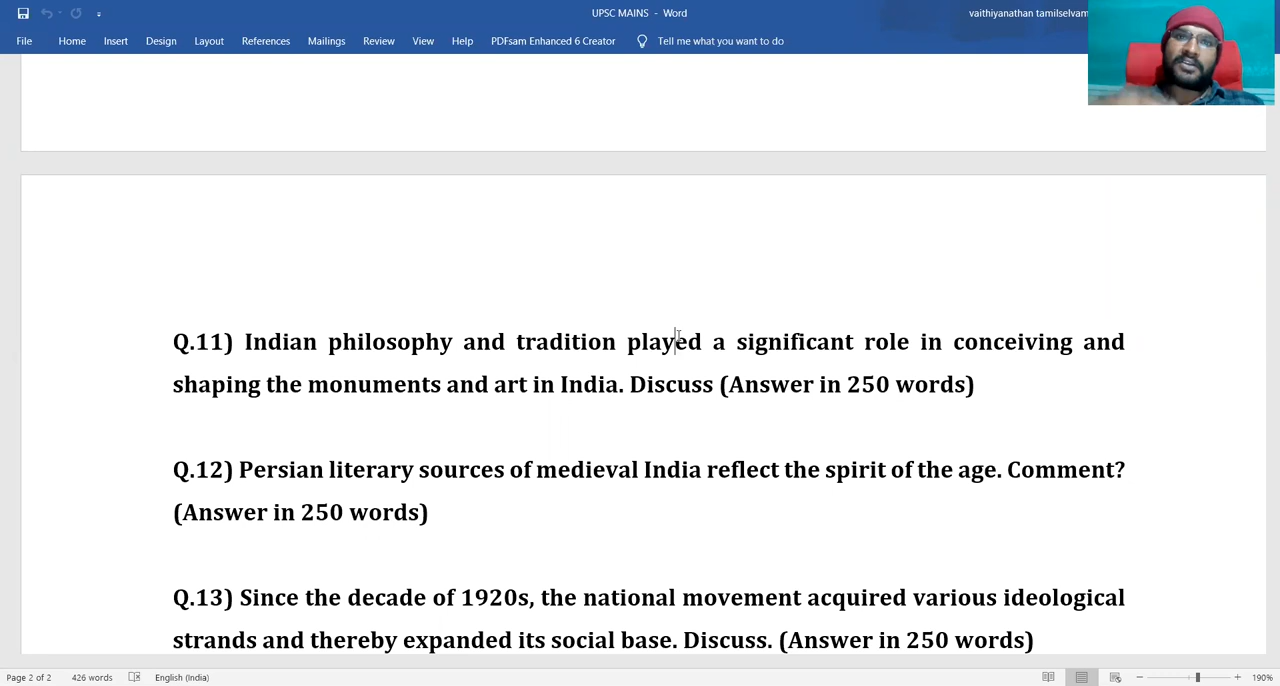 UPSC MAINS - Word
vaithiyanathan tamilselvam
File Home Insert Design Layout References Mailings Review View Help PDFsam Enhanced 6 Creator Tell me what you want to do
Q.11) Indian philosophy and tradition played a significant role in conceiving and
shaping the monuments and art in India. Discuss (Answer in 250 words)
Q.12) Persian literary sources of medieval India reflect the spirit of the age. Comment?
(Answer in 250 words)
Q.13) Since the decade of 1920s, the national movement acquired various ideological
strands and thereby expanded its social base. Discuss. (Answer in 250 words)
Page 2 of 2 426 words English (India) 190%